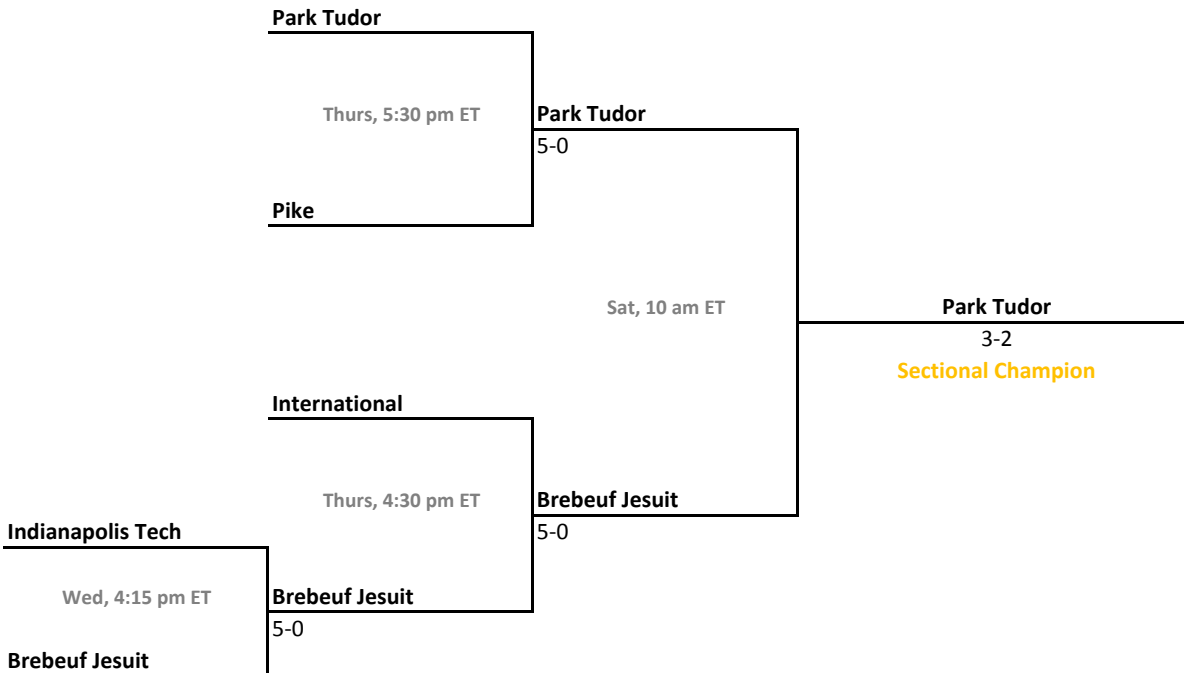 Park Tudor
Thurs, 5:30 pm ET
Park Tudor
5-0
Pike
Sat, 10 am ET
Park Tudor
3-2
Sectional Champion
International
Thurs, 4:30 pm ET
Brebeuf Jesuit
5-0
Indianapolis Tech
Wed, 4:15 pm ET
Brebeuf Jesuit
5-0
Brebeuf Jesuit